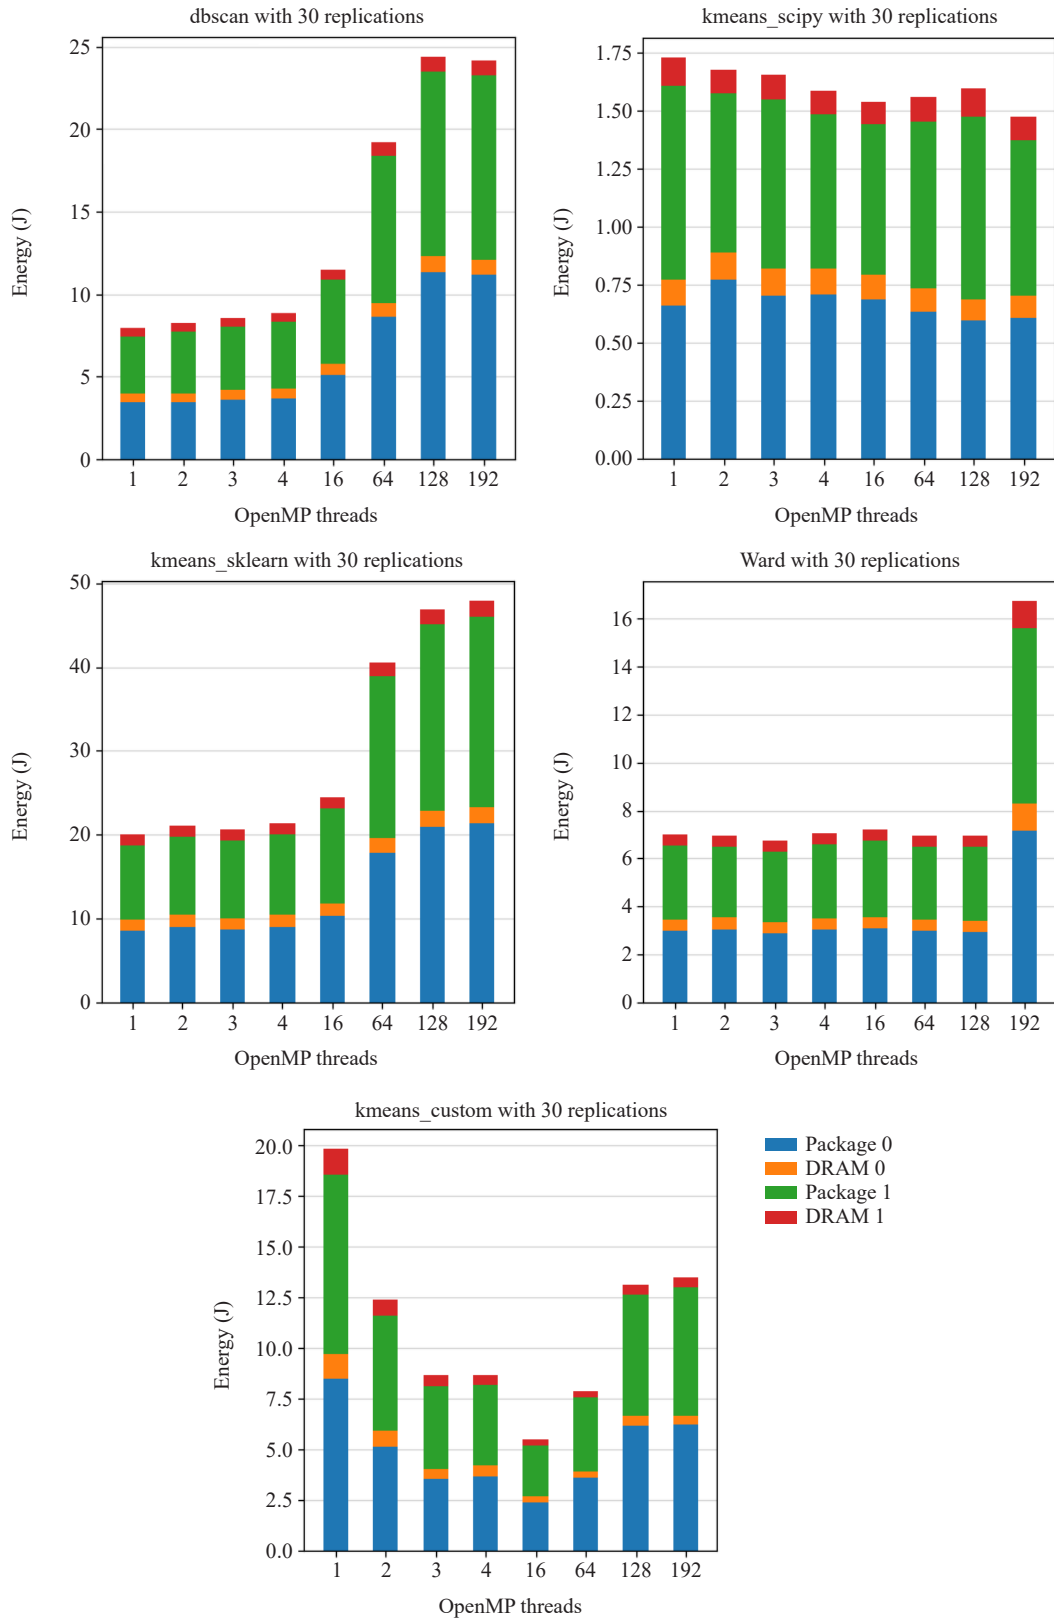 dbscan with 30 replications
25
20
15
10
5
0
Energy (J)
1 2 3 4 16 64 128 192
OpenMP threads
kmeans_scipy with 30 replications
1.75
1.50
1.25
1.00
0.75
0.50
0.25
0.00
Energy (J)
1 2 3 4 16 64 128 192
OpenMP threads
kmeans_sklearn with 30 replications
50
40
30
20
10
0
Energy (J)
1 2 3 4 16 64 128 192
OpenMP threads
Ward with 30 replications
16
14
12
10
8
6
4
2
0
Energy (J)
1 2 3 4 16 64 128 192
OpenMP threads
kmeans_custom with 30 replications
20.0
17.5
15.0
12.5
10.0
7.5
5.0
2.5
0.0
Energy (J)
1 2 3 4 16 64 128 192
OpenMP threads
Package 0
DRAM 0
Package 1
DRAM 1